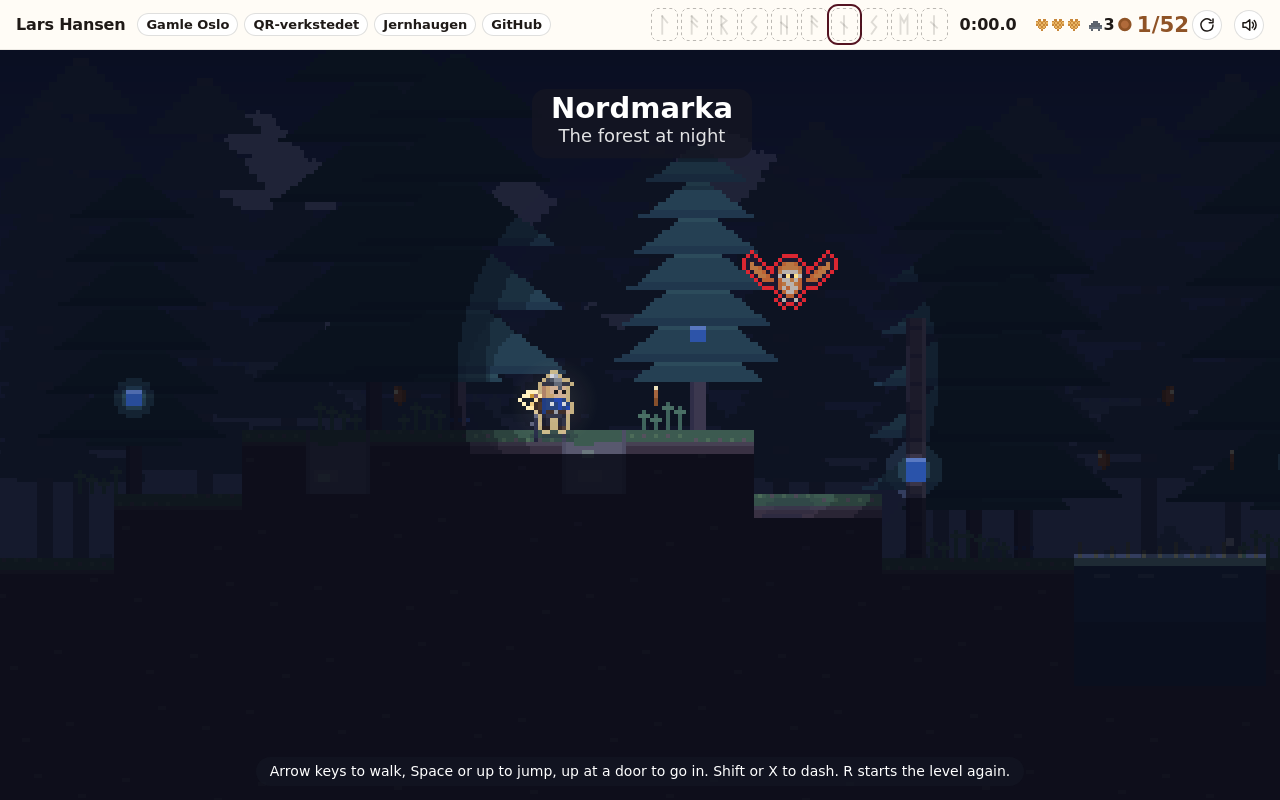 Lars Hansen Gamle Oslo QR-verkstedet Jernhaugen GitHub ᛚ ᚨ ᚱ ᛊ ᚺ ᚨ ᚾ ᛊ ᛖ ᚾ 0:00.0 3 1/52
Nordmarka
The forest at night
Arrow keys to walk, Space or up to jump, up at a door to go in. Shift or X to dash. R starts the level again.